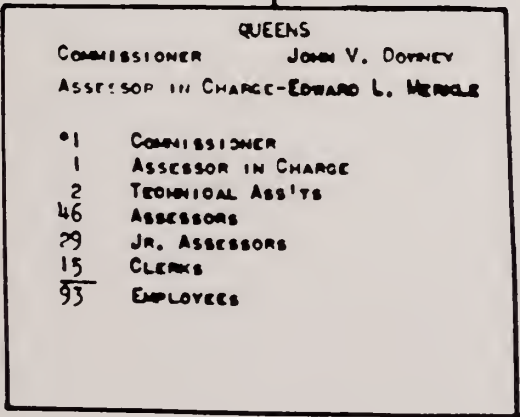 QUEENS
COMMISSIONER JOHN V. DOWNEY
ASSESSOR IN CHARGE-EDWARD L.
*1 COMMISSIONER
1 ASSESSOR IN CHARGE
2 TECHNICAL ASS'TS
46 ASSESSORS
29 JR. ASSESSORS
15 CLERKS
93 EMPLOYEES